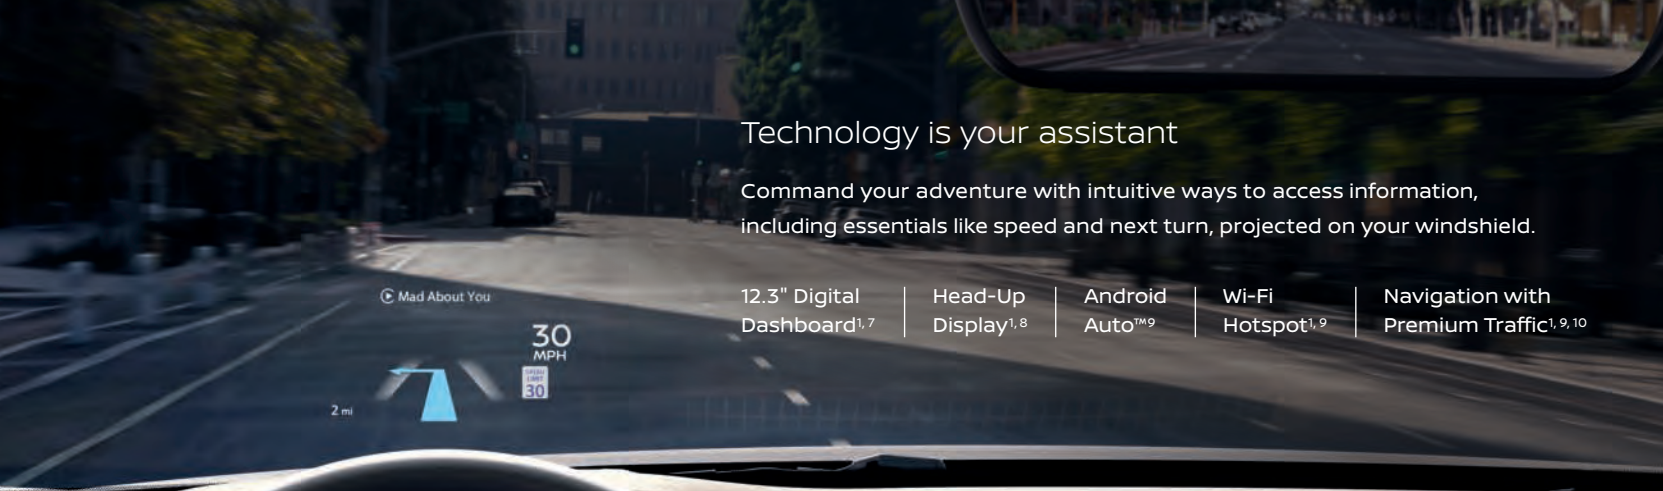 Technology is your assistant
Command your adventure with intuitive ways to access information,
including essentials like speed and next turn, projected on your windshield.
12.3" Digital
Dashboard1, 7
Head-Up
Display1, 8
Android
Auto™9
Wi-Fi
Hotspot1, 9
Navigation with
Premium Traffic1, 9, 10
Mad About You
30
MPH
SPEED
LIMIT
30
2 mi